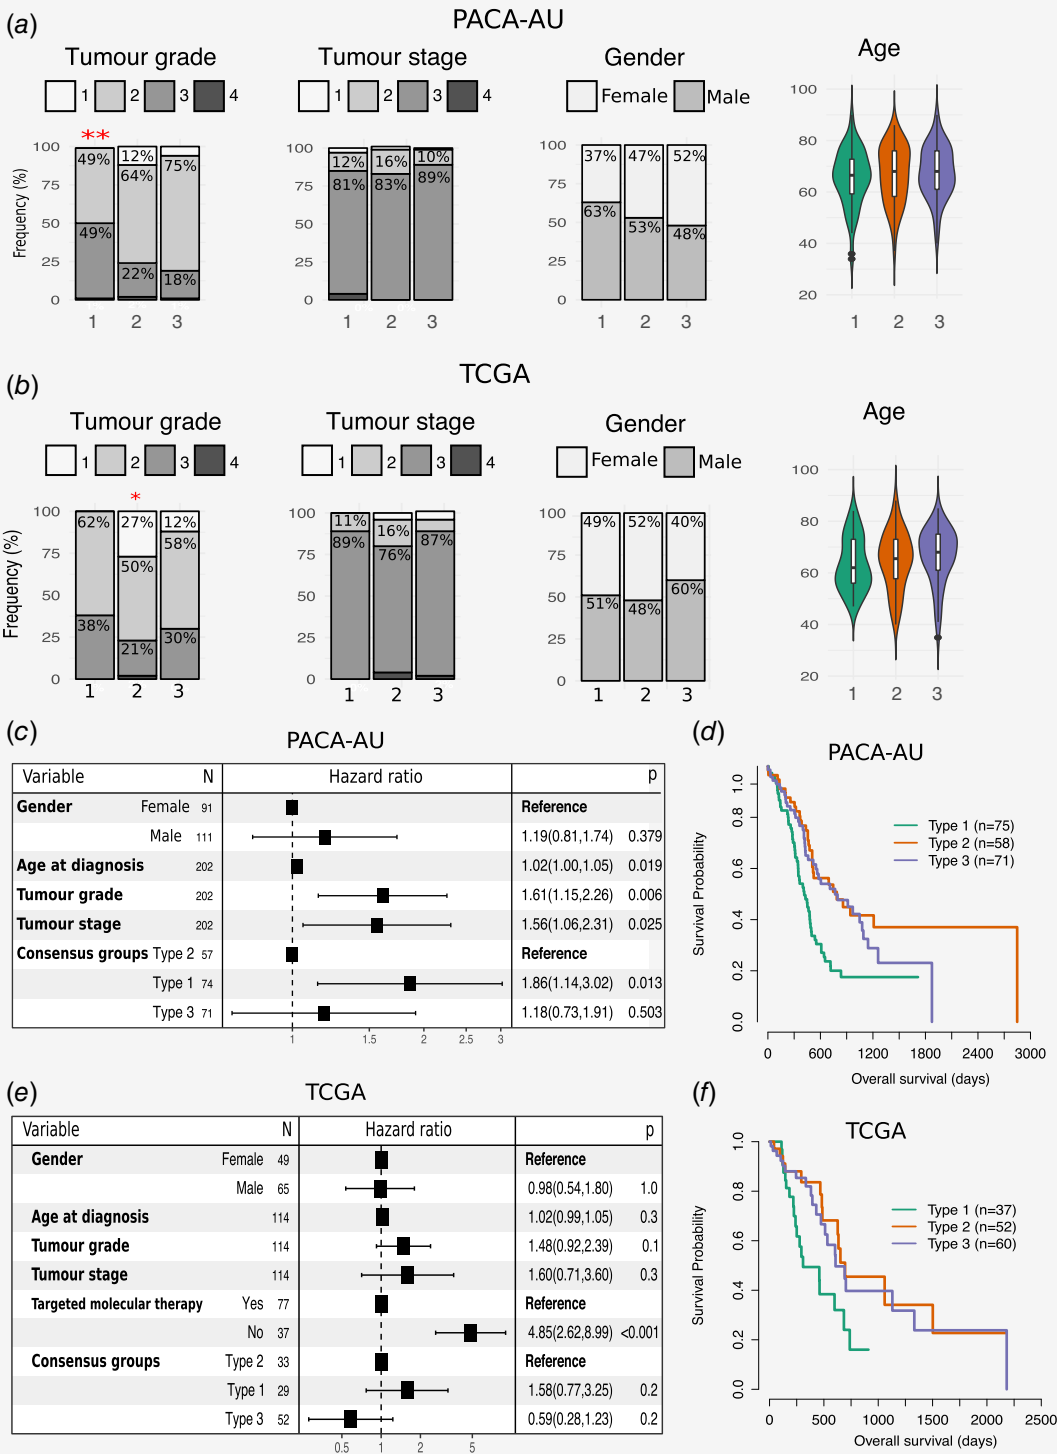 (a)
PACA-AU
Tumour grade
1 2 3 4
Tumour stage
1 2 3 4
Gender
Female Male
Age
**
Frequency (%)
100
75
50
25
0
49%
49%
12%
64%
22%
75%
18%
1 2 3
100
75
50
25
0
12%
81%
16%
83%
10%
89%
1 2 3
100
75
50
25
0
37%
63%
47%
53%
52%
48%
1 2 3
100
80
60
40
20
1 2 3
(b)
TCGA
Tumour grade
1 2 3 4
Tumour stage
1 2 3 4
Gender
Female Male
Age
*
Frequency (%)
100
75
50
25
0
62%
38%
27%
50%
21%
12%
58%
30%
1 2 3
100
75
50
25
0
11%
89%
16%
76%
87%
1 2 3
100
75
50
25
0
49%
51%
52%
48%
40%
60%
1 2 3
100
80
60
40
20
1 2 3
(c)
PACA-AU
Variable N Hazard ratio p
Gender Female 91 Reference
Male 111 1.19(0.81,1.74) 0.379
Age at diagnosis 202 1.02(1.00,1.05) 0.019
Tumour grade 202 1.61(1.15,2.26) 0.006
Tumour stage 202 1.56(1.06,2.31) 0.025
Consensus groups Type 2 57 Reference
Type 1 74 1.86(1.14,3.02) 0.013
Type 3 71 1.18(0.73,1.91) 0.503
1 1.5 2 2.5 3
(d)
PACA-AU
Survival Probability
1.0
0.8
0.6
0.4
0.2
0.0
Type 1 (n=75)
Type 2 (n=58)
Type 3 (n=71)
0 600 1200 1800 2400 3000
Overall survival (days)
(e)
TCGA
Variable N Hazard ratio p
Gender Female 49 Reference
Male 65 0.98(0.54,1.80) 1.0
Age at diagnosis 114 1.02(0.99,1.05) 0.3
Tumour grade 114 1.48(0.92,2.39) 0.1
Tumour stage 114 1.60(0.71,3.60) 0.3
Targeted molecular therapy Yes 77 Reference
No 37 4.85(2.62,8.99) <0.001
Consensus groups Type 2 33 Reference
Type 1 29 1.58(0.77,3.25) 0.2
Type 3 52 0.59(0.28,1.23) 0.2
0.5 1 2 5
(f)
TCGA
Survival Probability
1.0
0.8
0.6
0.4
0.2
0.0
Type 1 (n=37)
Type 2 (n=52)
Type 3 (n=60)
0 500 1000 1500 2000 2500
Overall survival (days)